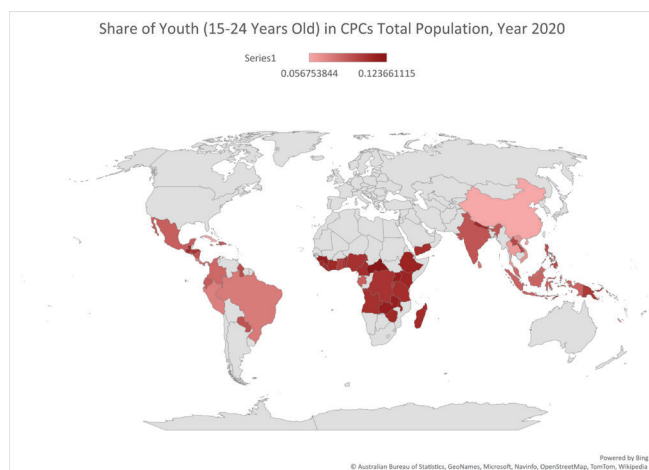 Share of Youth (15-24 Years Old) in CPCs Total Population, Year 2020
Series1
0.056753844 0.123661115
Powered by Bing
© Australian Bureau of Statistics, GeoNames, Microsoft, Navinfo, OpenStreetMap, TomTom, Wikipedia